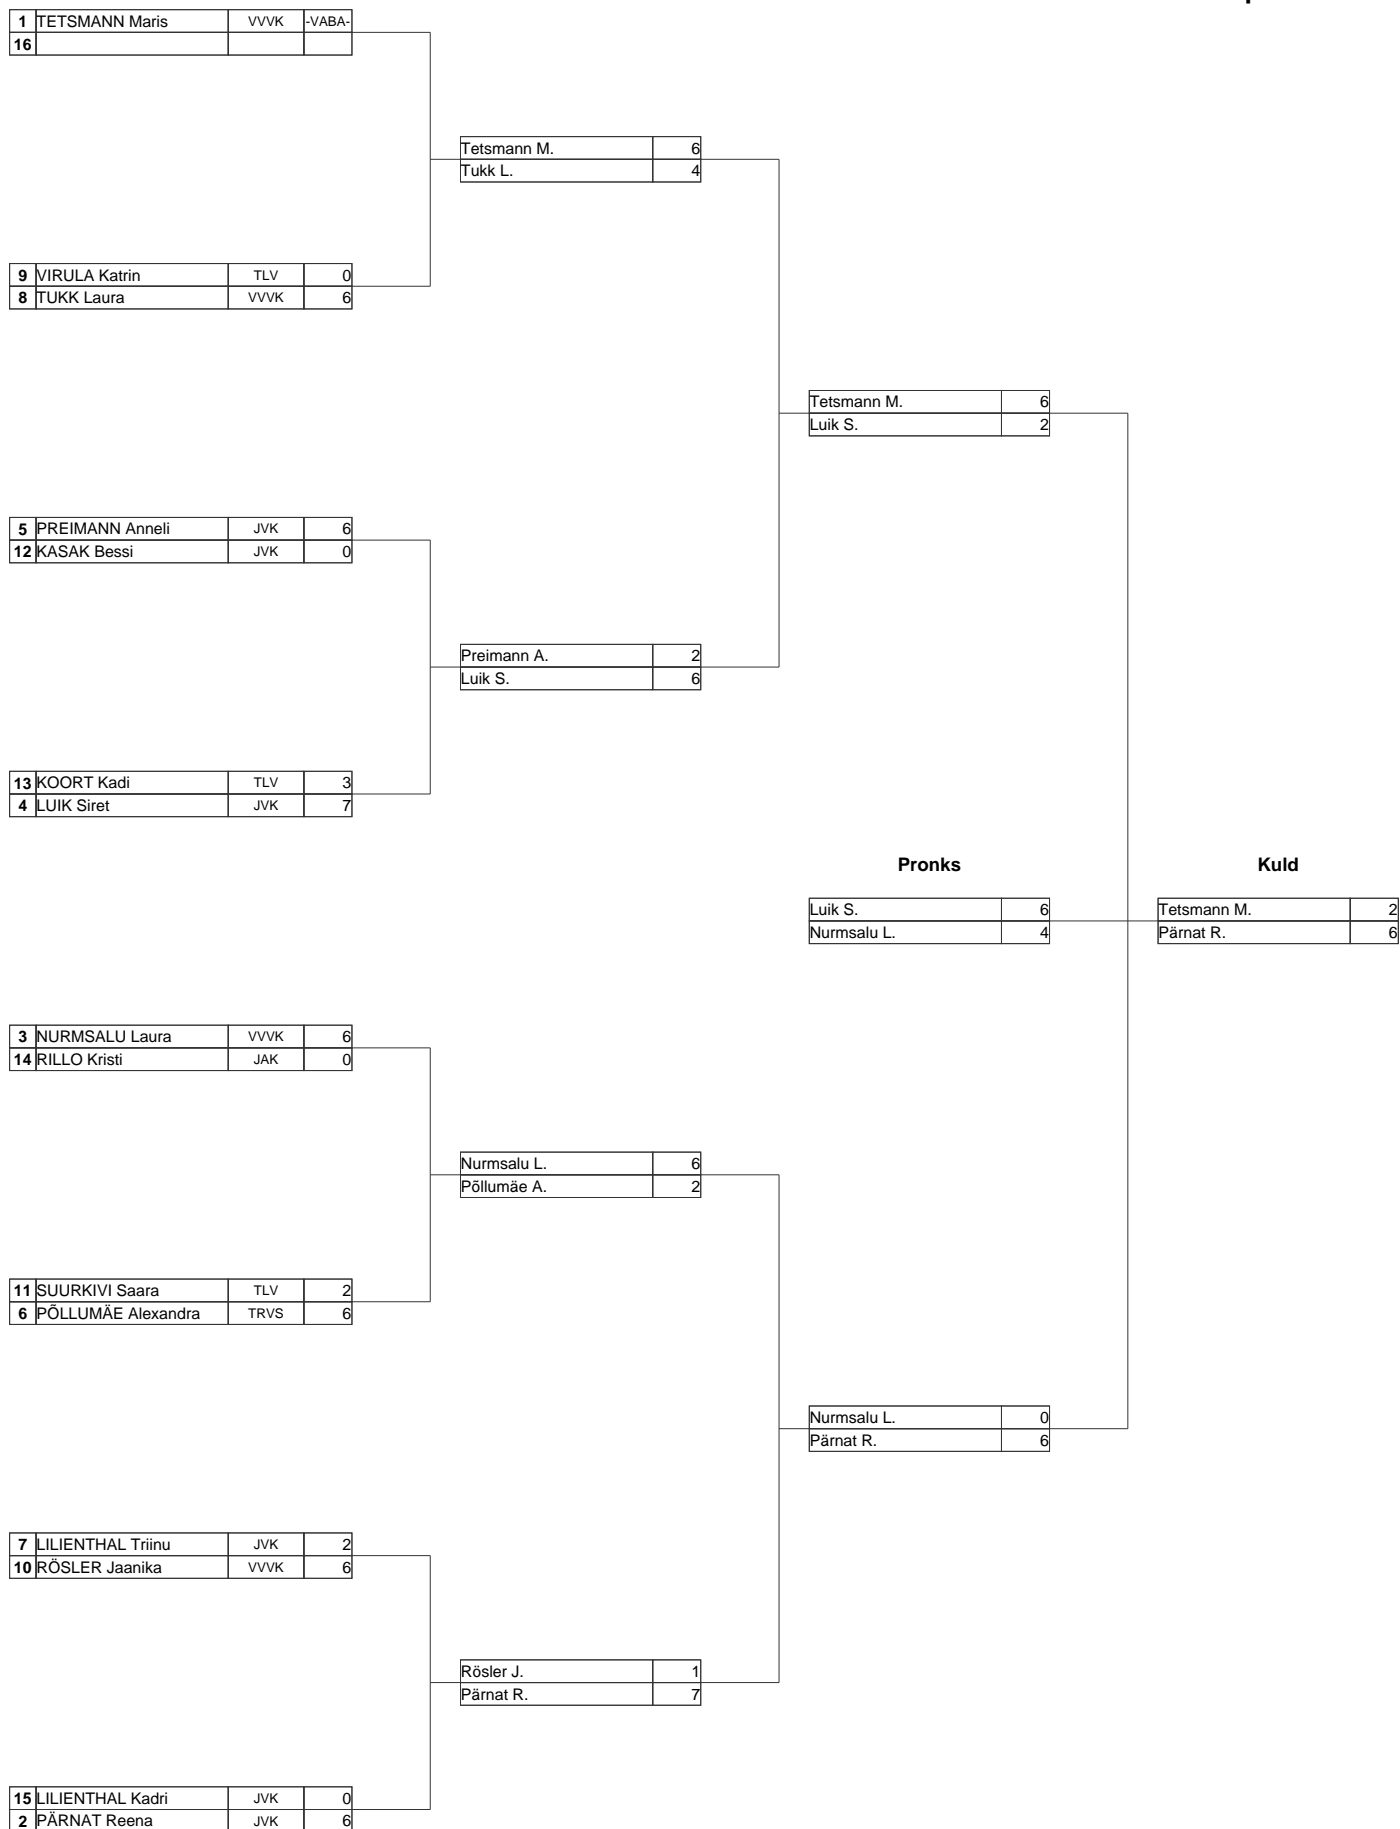 1 TETSMANN Maris VVVK -VABA-
16
Tetsmann M. 6
Tukk L. 4
9 VIRULA Katrin TLV 0
8 TUKK Laura VVVK 6
Tetsmann M. 6
Luik S. 2
5 PREIMANN Anneli JVK 6
12 KASAK Bessi JVK 0
Preimann A. 2
Luik S. 6
13 KOORT Kadi TLV 3
4 LUIK Siret JVK 7
Pronks Kuld
Luik S. 6 Tetsmann M. 2
Nurmsalu L. 4 Pärnat R. 6
3 NURMSALU Laura VVVK 6
14 RILLO Kristi JAK 0
Nurmsalu L. 6
Põllumäe A. 2
11 SUURKIVI Saara TLV 2
6 PÕLLUMÄE Alexandra TRVS 6
Nurmsalu L. 0
Pärnat R. 6
7 LILIENTHAL Triinu JVK 2
10 RÖSLER Jaanika VVVK 6
Rösler J. 1
Pärnat R. 7
15 LILIENTHAL Kadri JVK 0
2 PÄRNAT Reena JVK 6